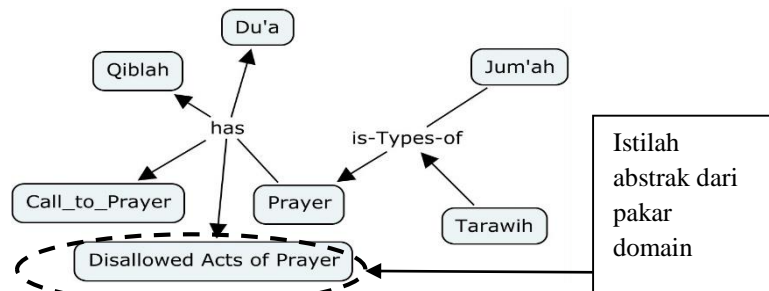 Du'a
Qiblah
Jum'ah
has
is-Types-of
Call_to_Prayer
Prayer
Tarawih
Disallowed Acts of Prayer
Istilah
abstrak dari
pakar
domain